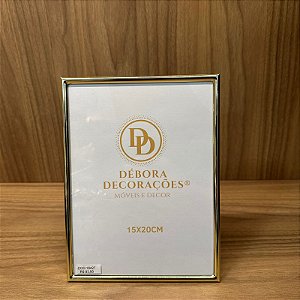 DD
DÉBORA
DECORAÇÕES®
MÓVEIS E DECOR
15X20CM